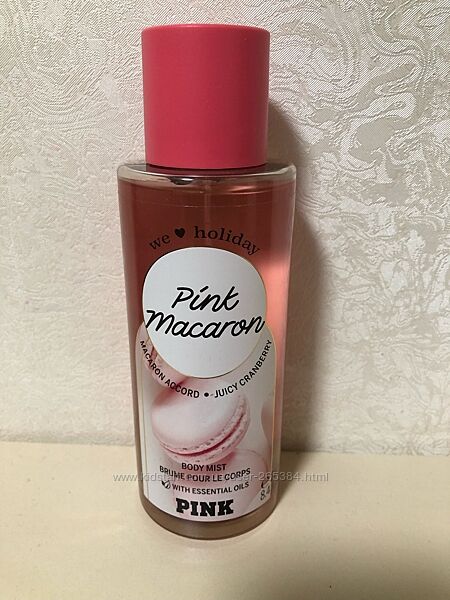 we ♥ holiday
Pink
Macaron
MACARON ACCORD • JUICY CRANBERRY
BODY MIST
BRUME POUR LE CORPS
WITH ESSENTIAL OILS
PINK